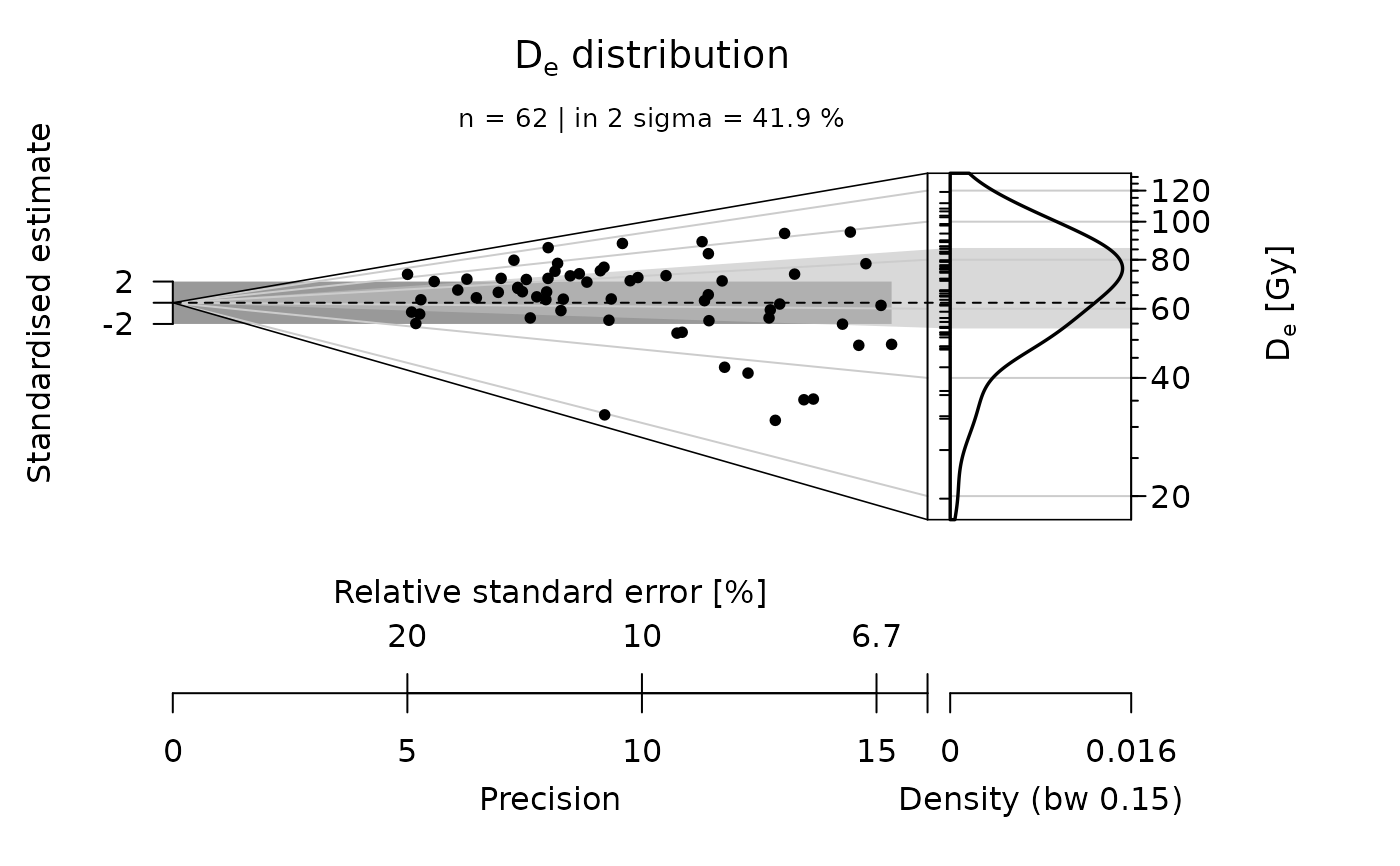 Dₑ distribution
n = 62 | in 2 sigma = 41.9 %
Standardised estimate
2
-2
120
100
80
60
40
20
Dₑ [Gy]
Relative standard error [%]
20 10 6.7
0 5 10 15 0 0.016
Precision Density (bw 0.15)